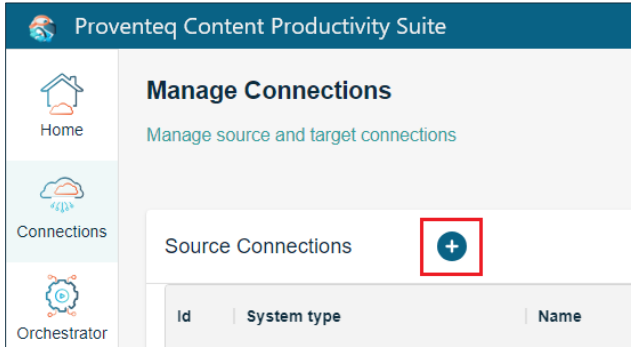 Proventeq Content Productivity Suite
Home
Connections
Orchestrator
Manage Connections
Manage source and target connections
Source Connections
Id System type Name